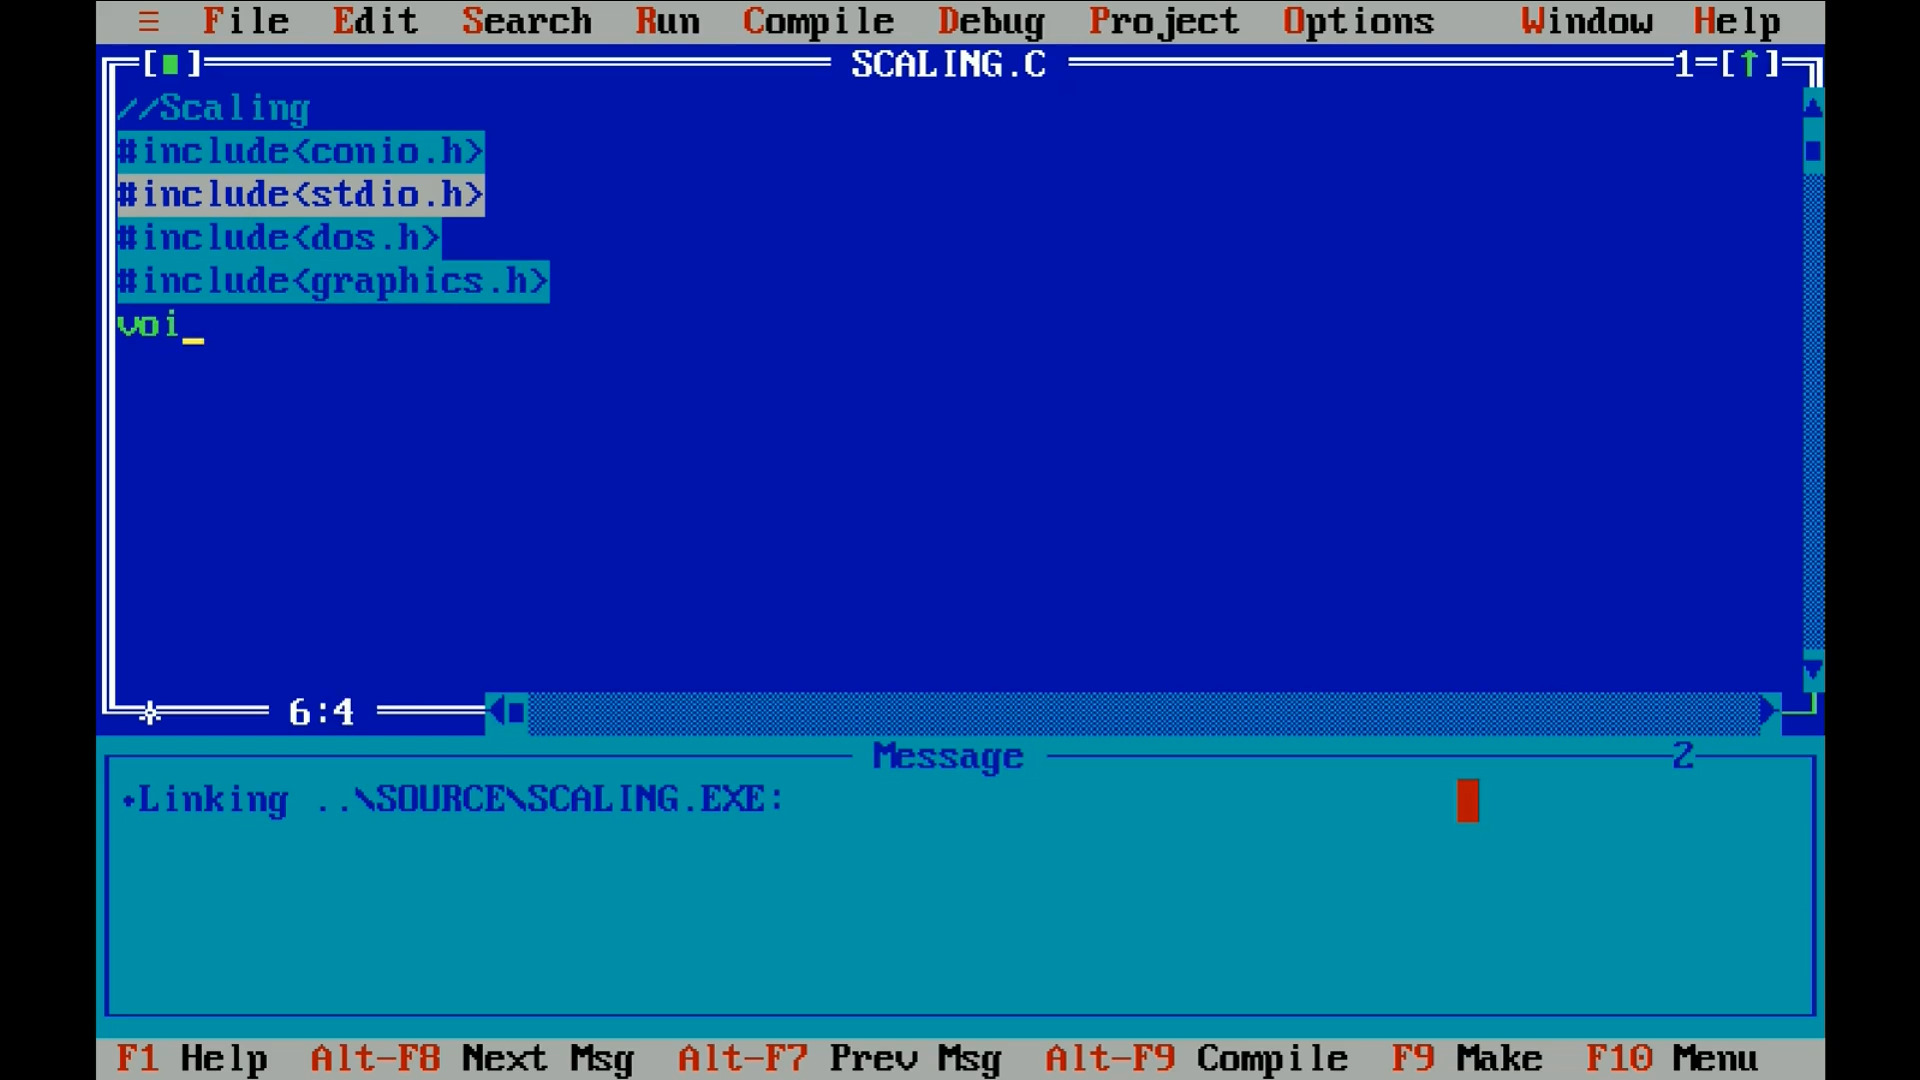 ≡ File Edit Search Run Compile Debug Project Options Window Help
[■] SCALING.C 1=[↑]
//Scaling
#include<conio.h>
#include<stdio.h>
#include<dos.h>
#include<graphics.h>
voi_
* 6:4
Message 2
•Linking ..\SOURCE\SCALING.EXE:
F1 Help Alt-F8 Next Msg Alt-F7 Prev Msg Alt-F9 Compile F9 Make F10 Menu